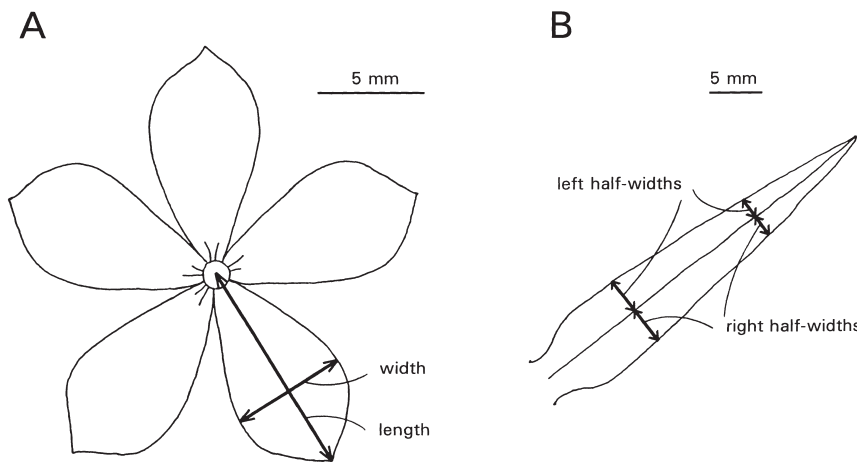 A
B
5 mm
5 mm
left half-widths
right half-widths
width
length